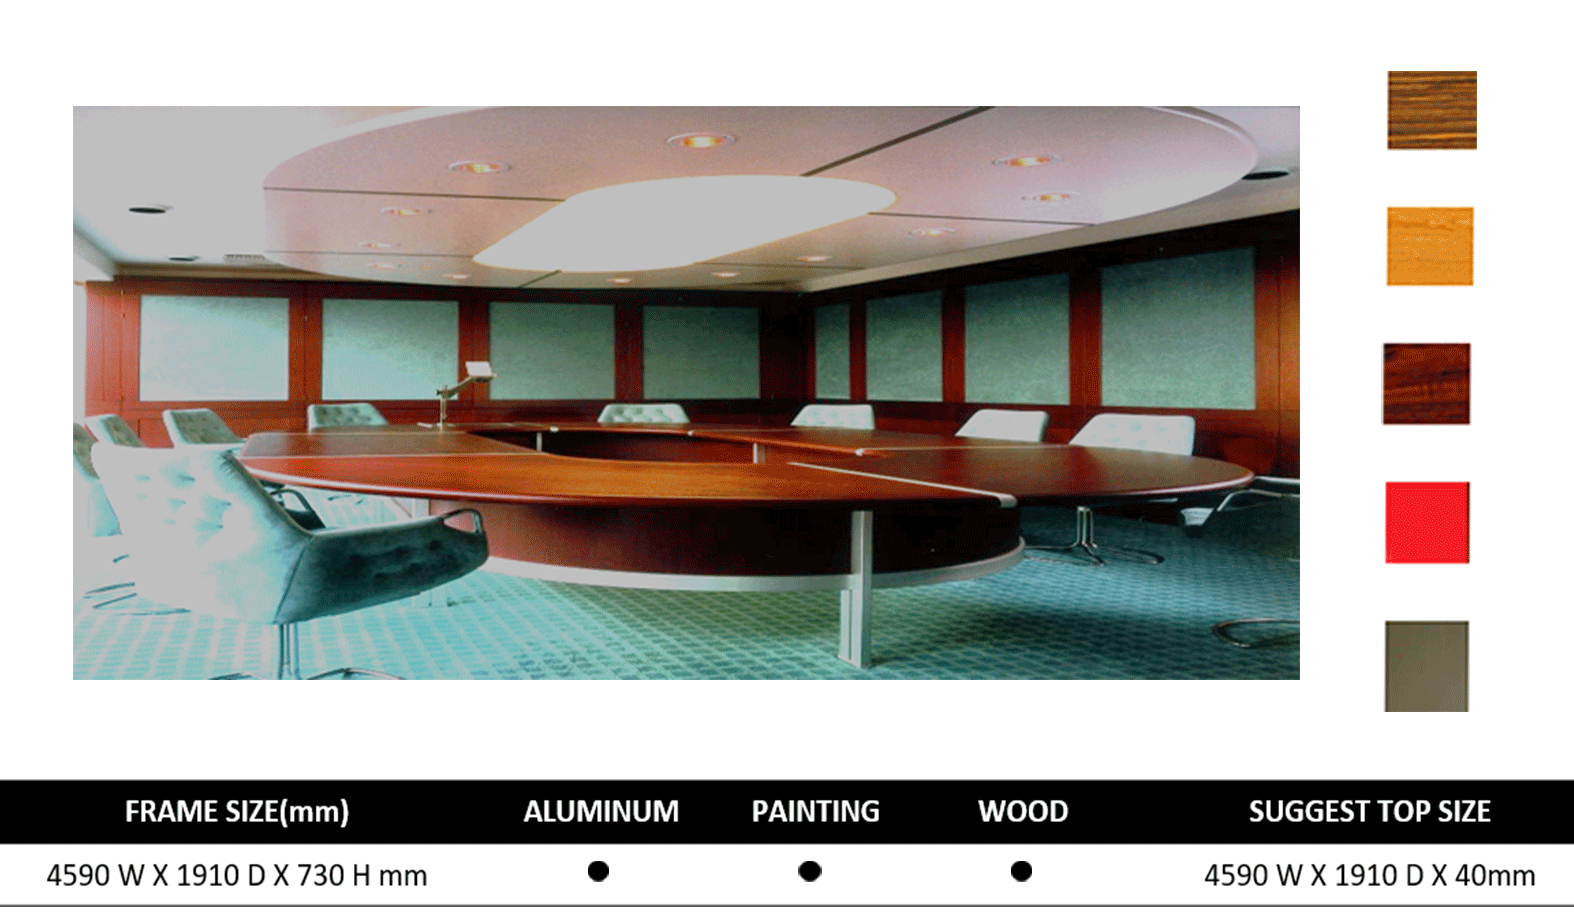 FRAME SIZE(mm) ALUMINUM PAINTING WOOD SUGGEST TOP SIZE
4590 W X 1910 D X 730 H mm ● ● ● 4590 W X 1910 D X 40mm